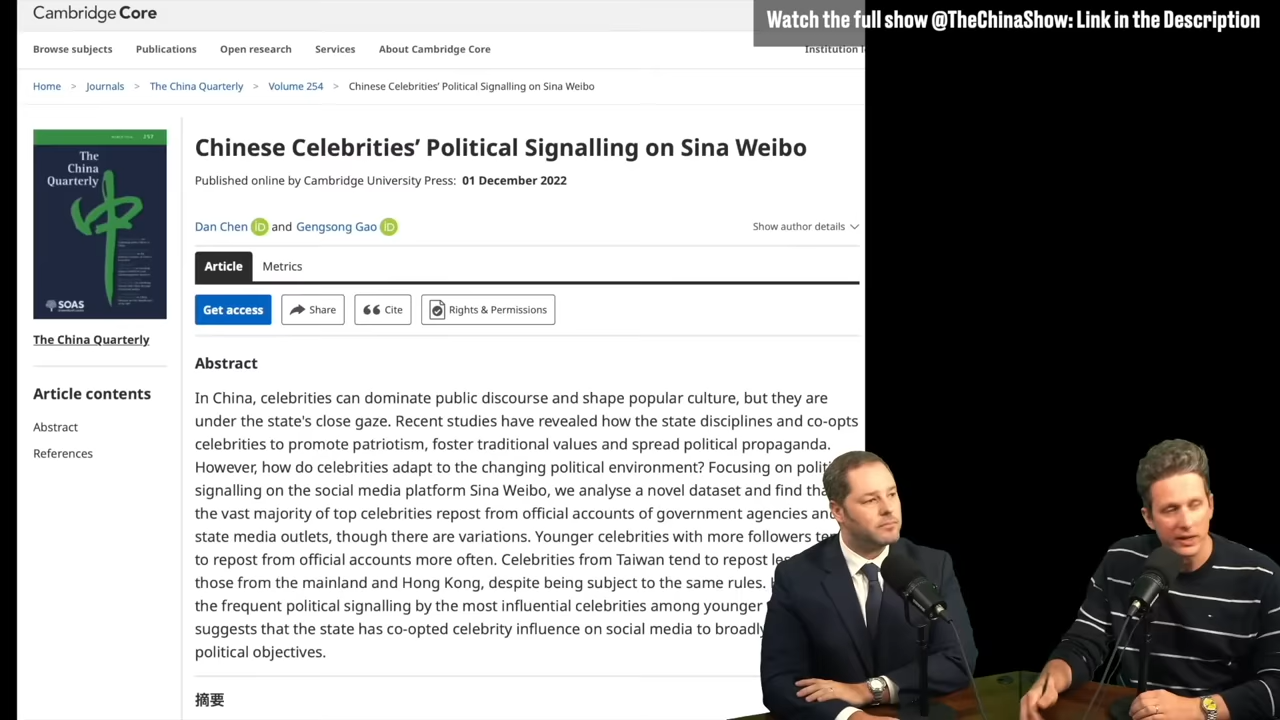 Cambridge Core
Watch the full show @TheChinaShow: Link in the Description
Browse subjects
Publications
Open research
Services
About Cambridge Core
Institution
Home > Journals > The China Quarterly > Volume 254 > Chinese Celebrities' Political Signalling on Sina Weibo
The
China
Quarterly
中
SOAS
The China Quarterly
Article contents
Abstract
References
Chinese Celebrities' Political Signalling on Sina Weibo
Published online by Cambridge University Press: 01 December 2022
Dan Chen iD and Gengsong Gao iD
Show author details
Article
Metrics
Get access
Share
Cite
Rights & Permissions
Abstract
In China, celebrities can dominate public discourse and shape popular culture, but they are
under the state's close gaze. Recent studies have revealed how the state disciplines and co-opts
celebrities to promote patriotism, foster traditional values and spread political propaganda.
However, how do celebrities adapt to the changing political environment? Focusing on
signalling on the social media platform Sina Weibo, we analyse a novel dataset and find
the vast majority of top celebrities repost from official accounts of government agencies
state media outlets, though there are variations. Younger celebrities with more followers
to repost from official accounts more often. Celebrities from Taiwan tend to repost
those from the mainland and Hong Kong, despite being subject to the same rules.
the frequent political signalling by the most influential celebrities among younger
suggests that the state has co-opted celebrity influence on social media to
political objectives.
摘要